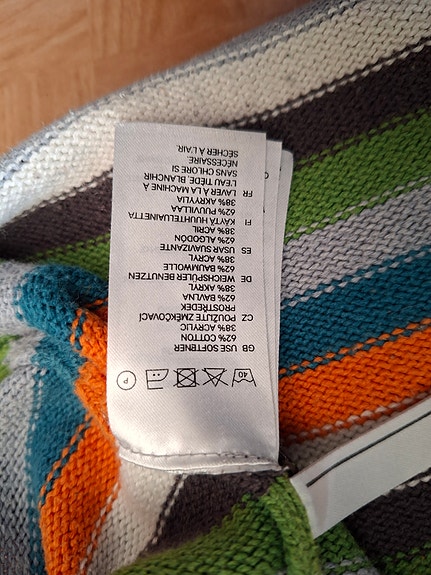 40 P
GB USE SOFTENER
62% COTTON
38% ACRYLIC
CZ POUŽIJTE ZMĚKČOVACÍ
PROSTŘEDEK
62% BAVLNA
38% AKRYL
DE WEICHSPÜLER BENUTZEN
62% BAUMWOLLE
38% ACRYL
ES USAR SUAVIZANTE
62% ALGODÓN
38% ACRIL
FI KÄYTÄ HUUHTELUAINETTA
62% PUUVILLAA
38% AKRYYLIA
FR LAVER À LA MACHINE À
L'EAU TIÈDE, BLANCHIR
SANS CHLORE SI
NÉCESSAIRE.
SÉCHER À L'AIR.